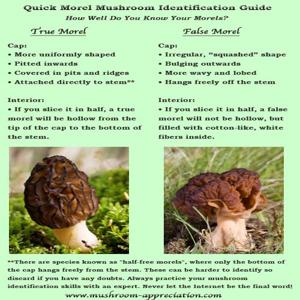 Quick Morel Mushroom Identification Guide
How Well Do You Know Your Morels?*
True Morel
False Morel
Cap:
• More uniformly shaped
• Pitted inwards
• Covered in pits and ridges
• Attached directly to stem**
Cap:
• Irregular, "squashed" shape
• Bulging outwards
• More wavy and lobed
• Hangs freely off the stem
Interior:
• If you slice it in half, a true
morel will be hollow from the
tip of the cap to the bottom of
the stem.
Interior:
• If you slice it in half, a false
morel will not be hollow, but
filled with cotton-like, white
fibers inside.
**There are species known as "half-free morels", where only the bottom of
the cap hangs freely from the stem. These can be harder to identify so
discard if you have any doubts. Always practice your mushroom
identification skills with an expert. Never let the Internet be the final word!
www.mushroom-appreciation.com